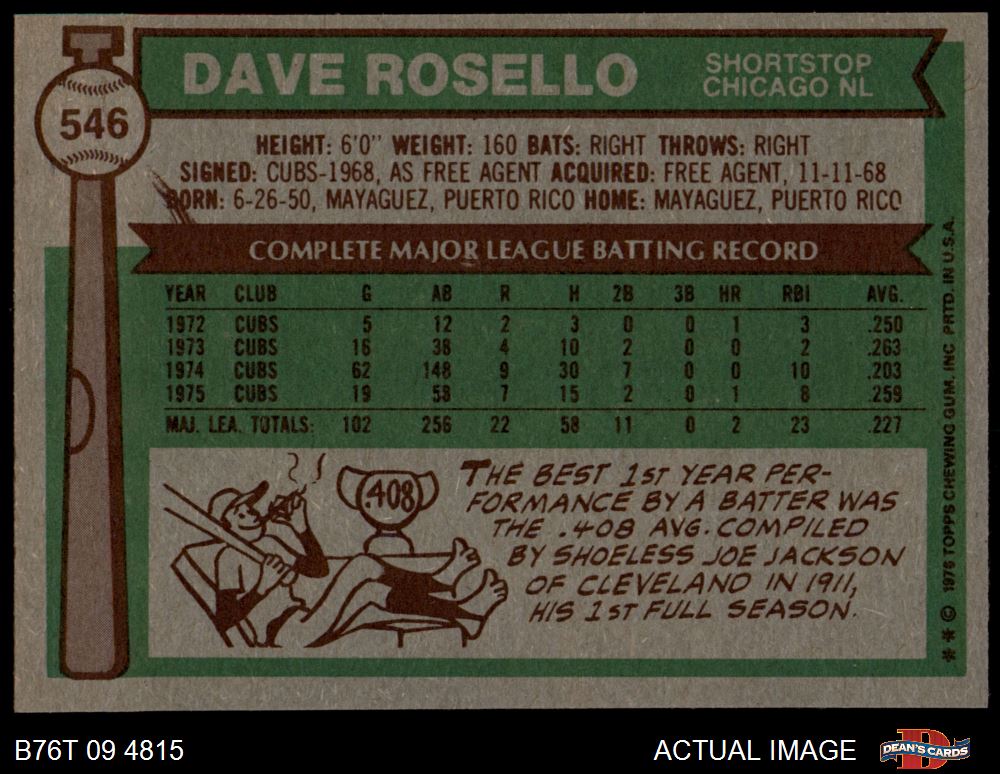 546
DAVE ROSELLO
SHORTSTOP
CHICAGO NL
HEIGHT: 6'0" WEIGHT: 160 BATS: RIGHT THROWS: RIGHT
SIGNED: CUBS-1968, AS FREE AGENT ACQUIRED: FREE AGENT, 11-11-68
BORN: 6-26-50, MAYAGUEZ, PUERTO RICO HOME: MAYAGUEZ, PUERTO RICO
COMPLETE MAJOR LEAGUE BATTING RECORD
YEAR CLUB G AB R H 2B 3B HR RBI AVG.
1972 CUBS 5 12 2 3 0 0 1 3 .250
1973 CUBS 16 38 4 10 2 0 0 2 .263
1974 CUBS 62 148 9 30 7 0 0 10 .203
1975 CUBS 19 58 7 15 2 0 1 8 .259
MAJ. LEA. TOTALS: 102 256 22 58 11 0 2 23 .227
.408
THE BEST 1ST YEAR PER-
FORMANCE BY A BATTER WAS
THE .408 AVG. COMPILED
BY SHOELESS JOE JACKSON
OF CLEVELAND IN 1911,
HIS 1ST FULL SEASON.
* * © 1976 TOPPS CHEWING GUM, INC PRTD. IN U.S.A.
B76T 09 4815
ACTUAL IMAGE
DEAN'S CARDS